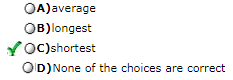 A)average
B)longest
C)shortest
D)None of the choices are correct